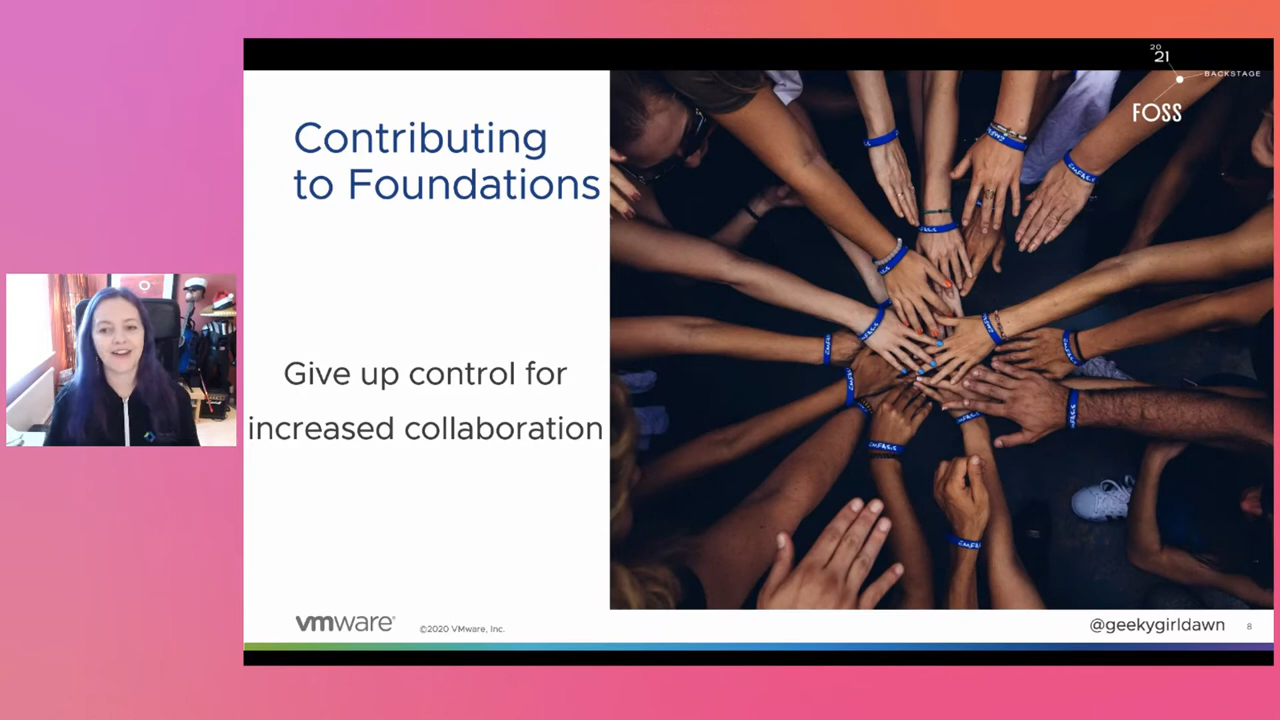 20
21
BACKSTAGE
FOSS
Contributing
to Foundations
Give up control for
increased collaboration
vmware®
©2020 VMware, Inc.
@geekygirldawn
8